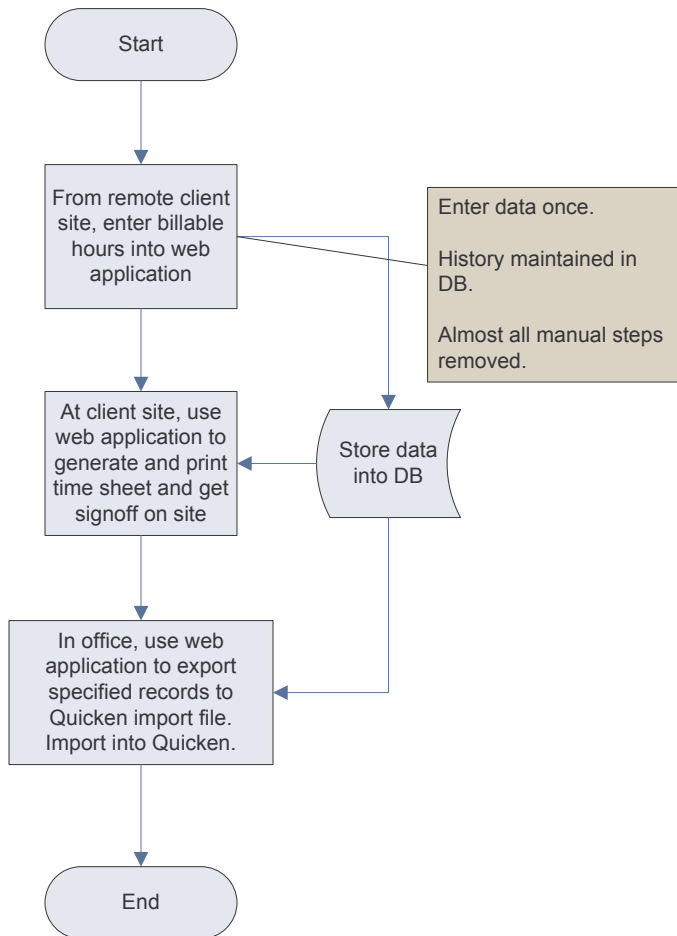 Start
From remote client
site, enter billable
hours into web
application
Enter data once.
History maintained in
DB.
Almost all manual steps
removed.
At client site, use
web application to
generate and print
time sheet and get
signoff on site
Store data
into DB
In office, use web
application to export
specified records to
Quicken import file.
Import into Quicken.
End